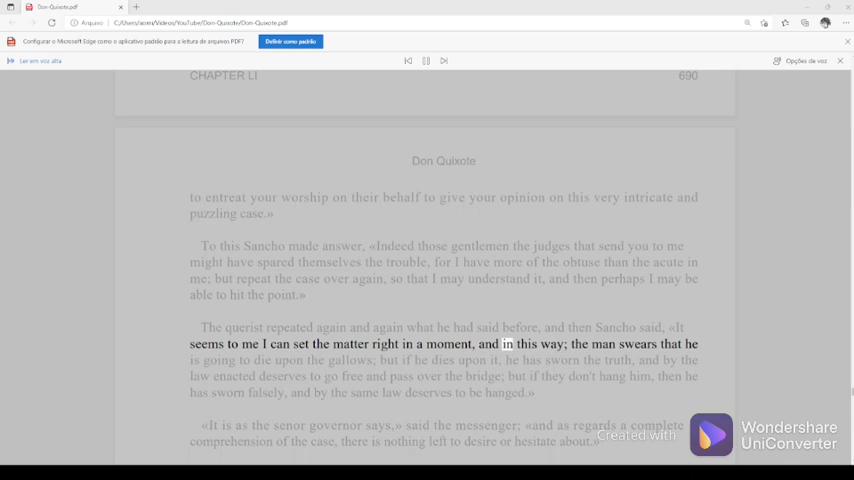 Don-Quixote.pdf
Arquivo
C:/Users/acres/Videos/YouTube/Don-Quixote/Don-Quixote.pdf
Configurar o Microsoft Edge como o aplicativo padrão para a leitura de arquivos PDF?
Definir como padrão
Ler em voz alta
Opções de voz
CHAPTER LI
690
Don Quixote
to entreat your worship on their behalf to give your opinion on this very intricate and
puzzling case.»
To this Sancho made answer, «Indeed those gentlemen the judges that send you to me
might have spared themselves the trouble, for I have more of the obtuse than the acute in
me; but repeat the case over again, so that I may understand it, and then perhaps I may be
able to hit the point.»
The querist repeated again and again what he had said before, and then Sancho said, «It
seems to me I can set the matter right in a moment, and in this way; the man swears that he
is going to die upon the gallows; but if he dies upon it, he has sworn the truth, and by the
law enacted deserves to go free and pass over the bridge; but if they don't hang him, then he
has sworn falsely, and by the same law deserves to be hanged.»
«It is as the senor governor says,» said the messenger; «and as regards a complete
comprehension of the case, there is nothing left to desire or hesitate about.»
Created with
Wondershare
UniConverter